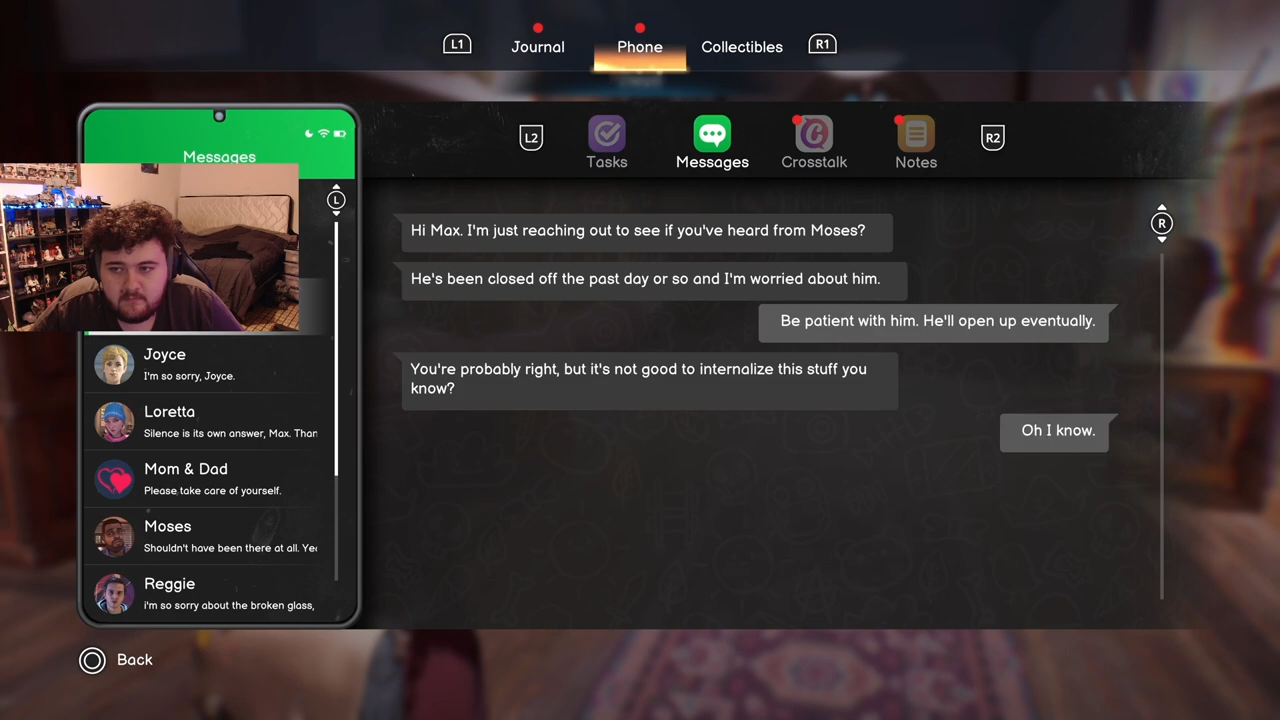 L1
Journal
Phone
Collectibles
R1
L2
Tasks
Messages
Crosstalk
Notes
R2
Messages
L
Joyce
I'm so sorry, Joyce.
Loretta
Silence is its own answer, Max. Than
Mom & Dad
Please take care of yourself.
Moses
Shouldn't have been there at all. Yea
Reggie
i'm so sorry about the broken glass,
Hi Max. I'm just reaching out to see if you've heard from Moses?
He's been closed off the past day or so and I'm worried about him.
Be patient with him. He'll open up eventually.
You're probably right, but it's not good to internalize this stuff you
know?
Oh I know.
R
Back